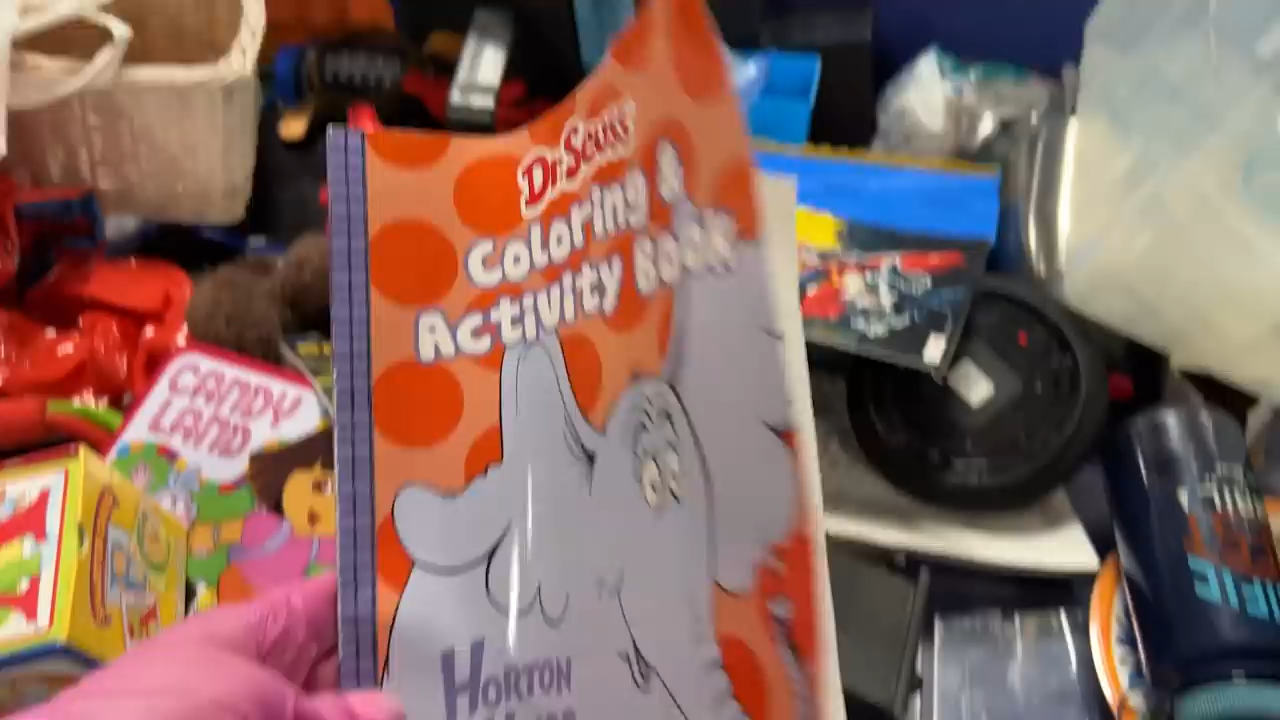 Dr. Seuss
Coloring &
Activity Book
HORTON
CANDY
LAND